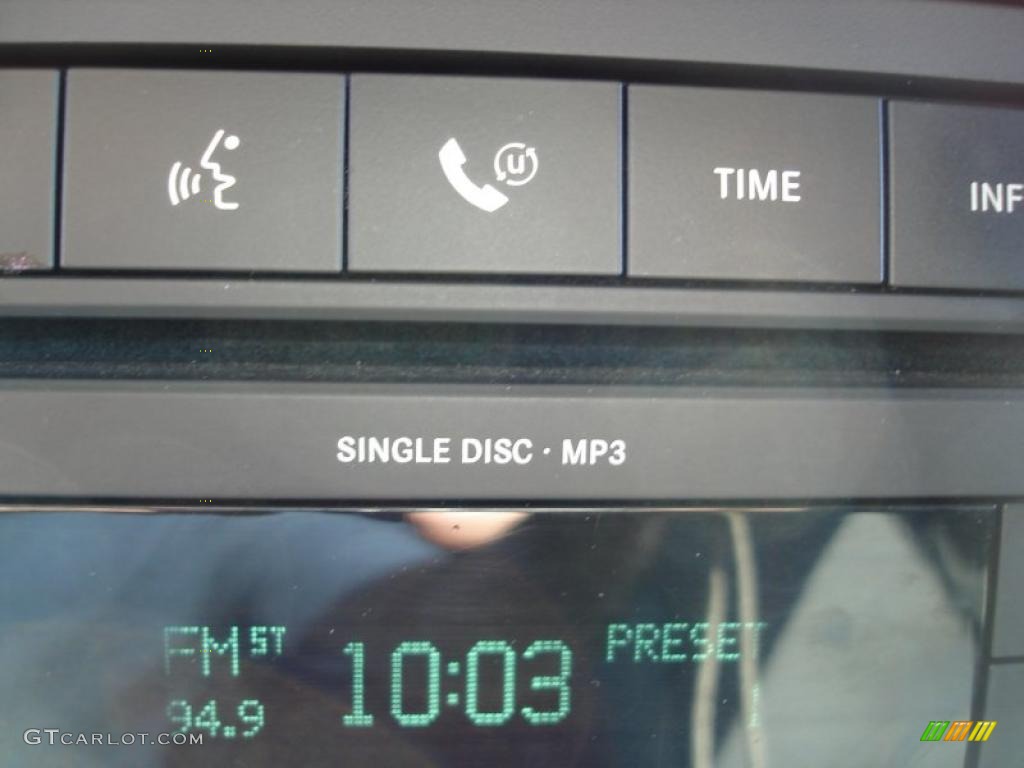 U
TIME
INF
SINGLE DISC · MP3
FM ST
10:03
PRESET
94.9
1
GTCARLOT.COM